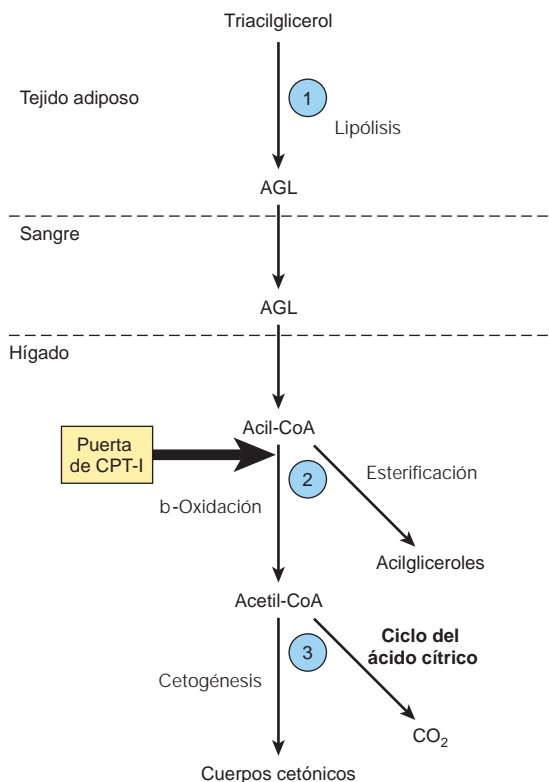 Triacilglicerol
Tejido adiposo
1
Lipólisis
AGL
Sangre
AGL
Hígado
Acil-CoA
Puerta
de CPT-I
2
Esterificación
b-Oxidación
Acilgliceroles
Acetil-CoA
Ciclo del
ácido cítrico
3
Cetogénesis
CO₂
Cuerpos cetónicos